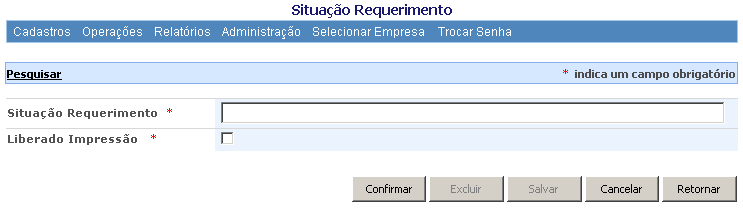 Situação Requerimento
Cadastros Operações Relatórios Administração Selecionar Empresa Trocar Senha
Pesquisar * indica um campo obrigatório
Situação Requerimento *
Liberado Impressão *
Confirmar Excluir Salvar Cancelar Retornar